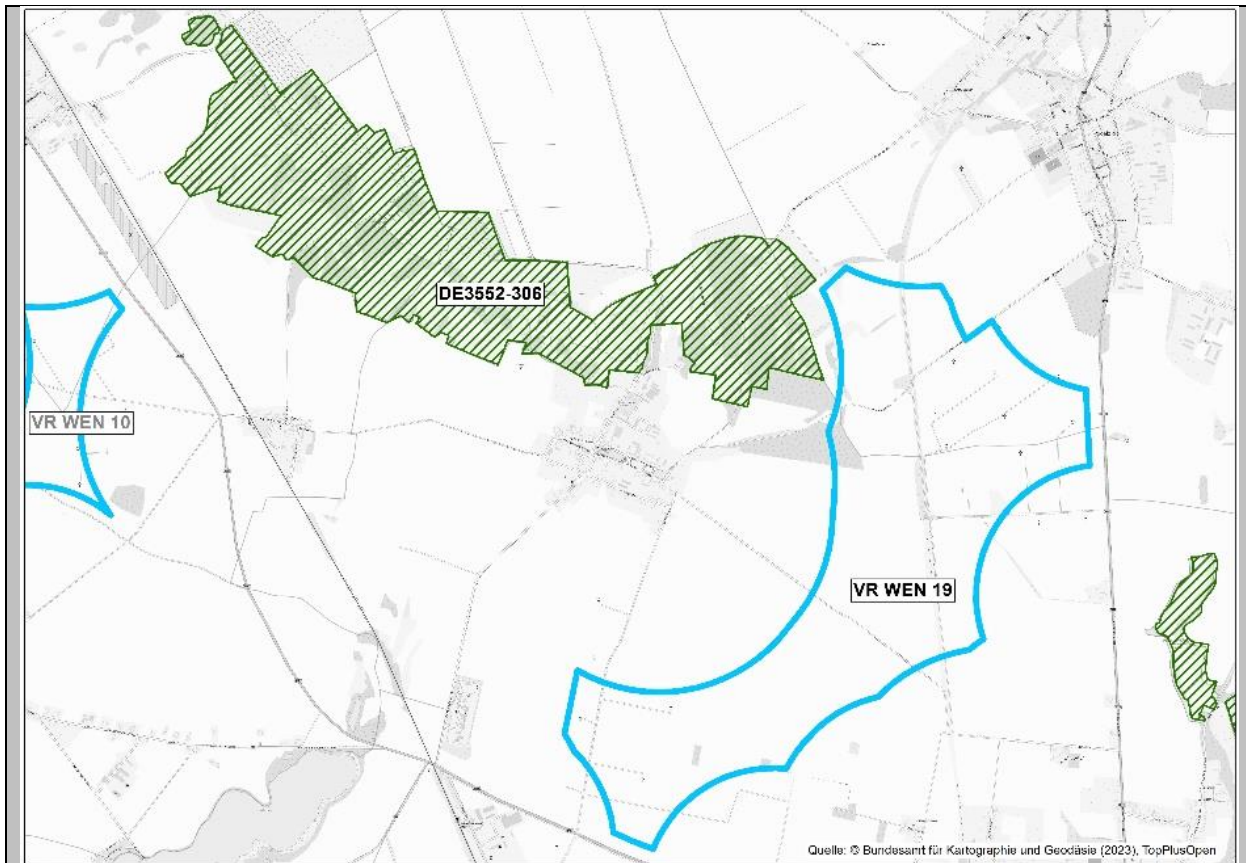 DE3552-306
VR WEN 10
VR WEN 19
Quelle: © Bundesamt für Kartographie und Geodäsie (2023), TopPlusOpen